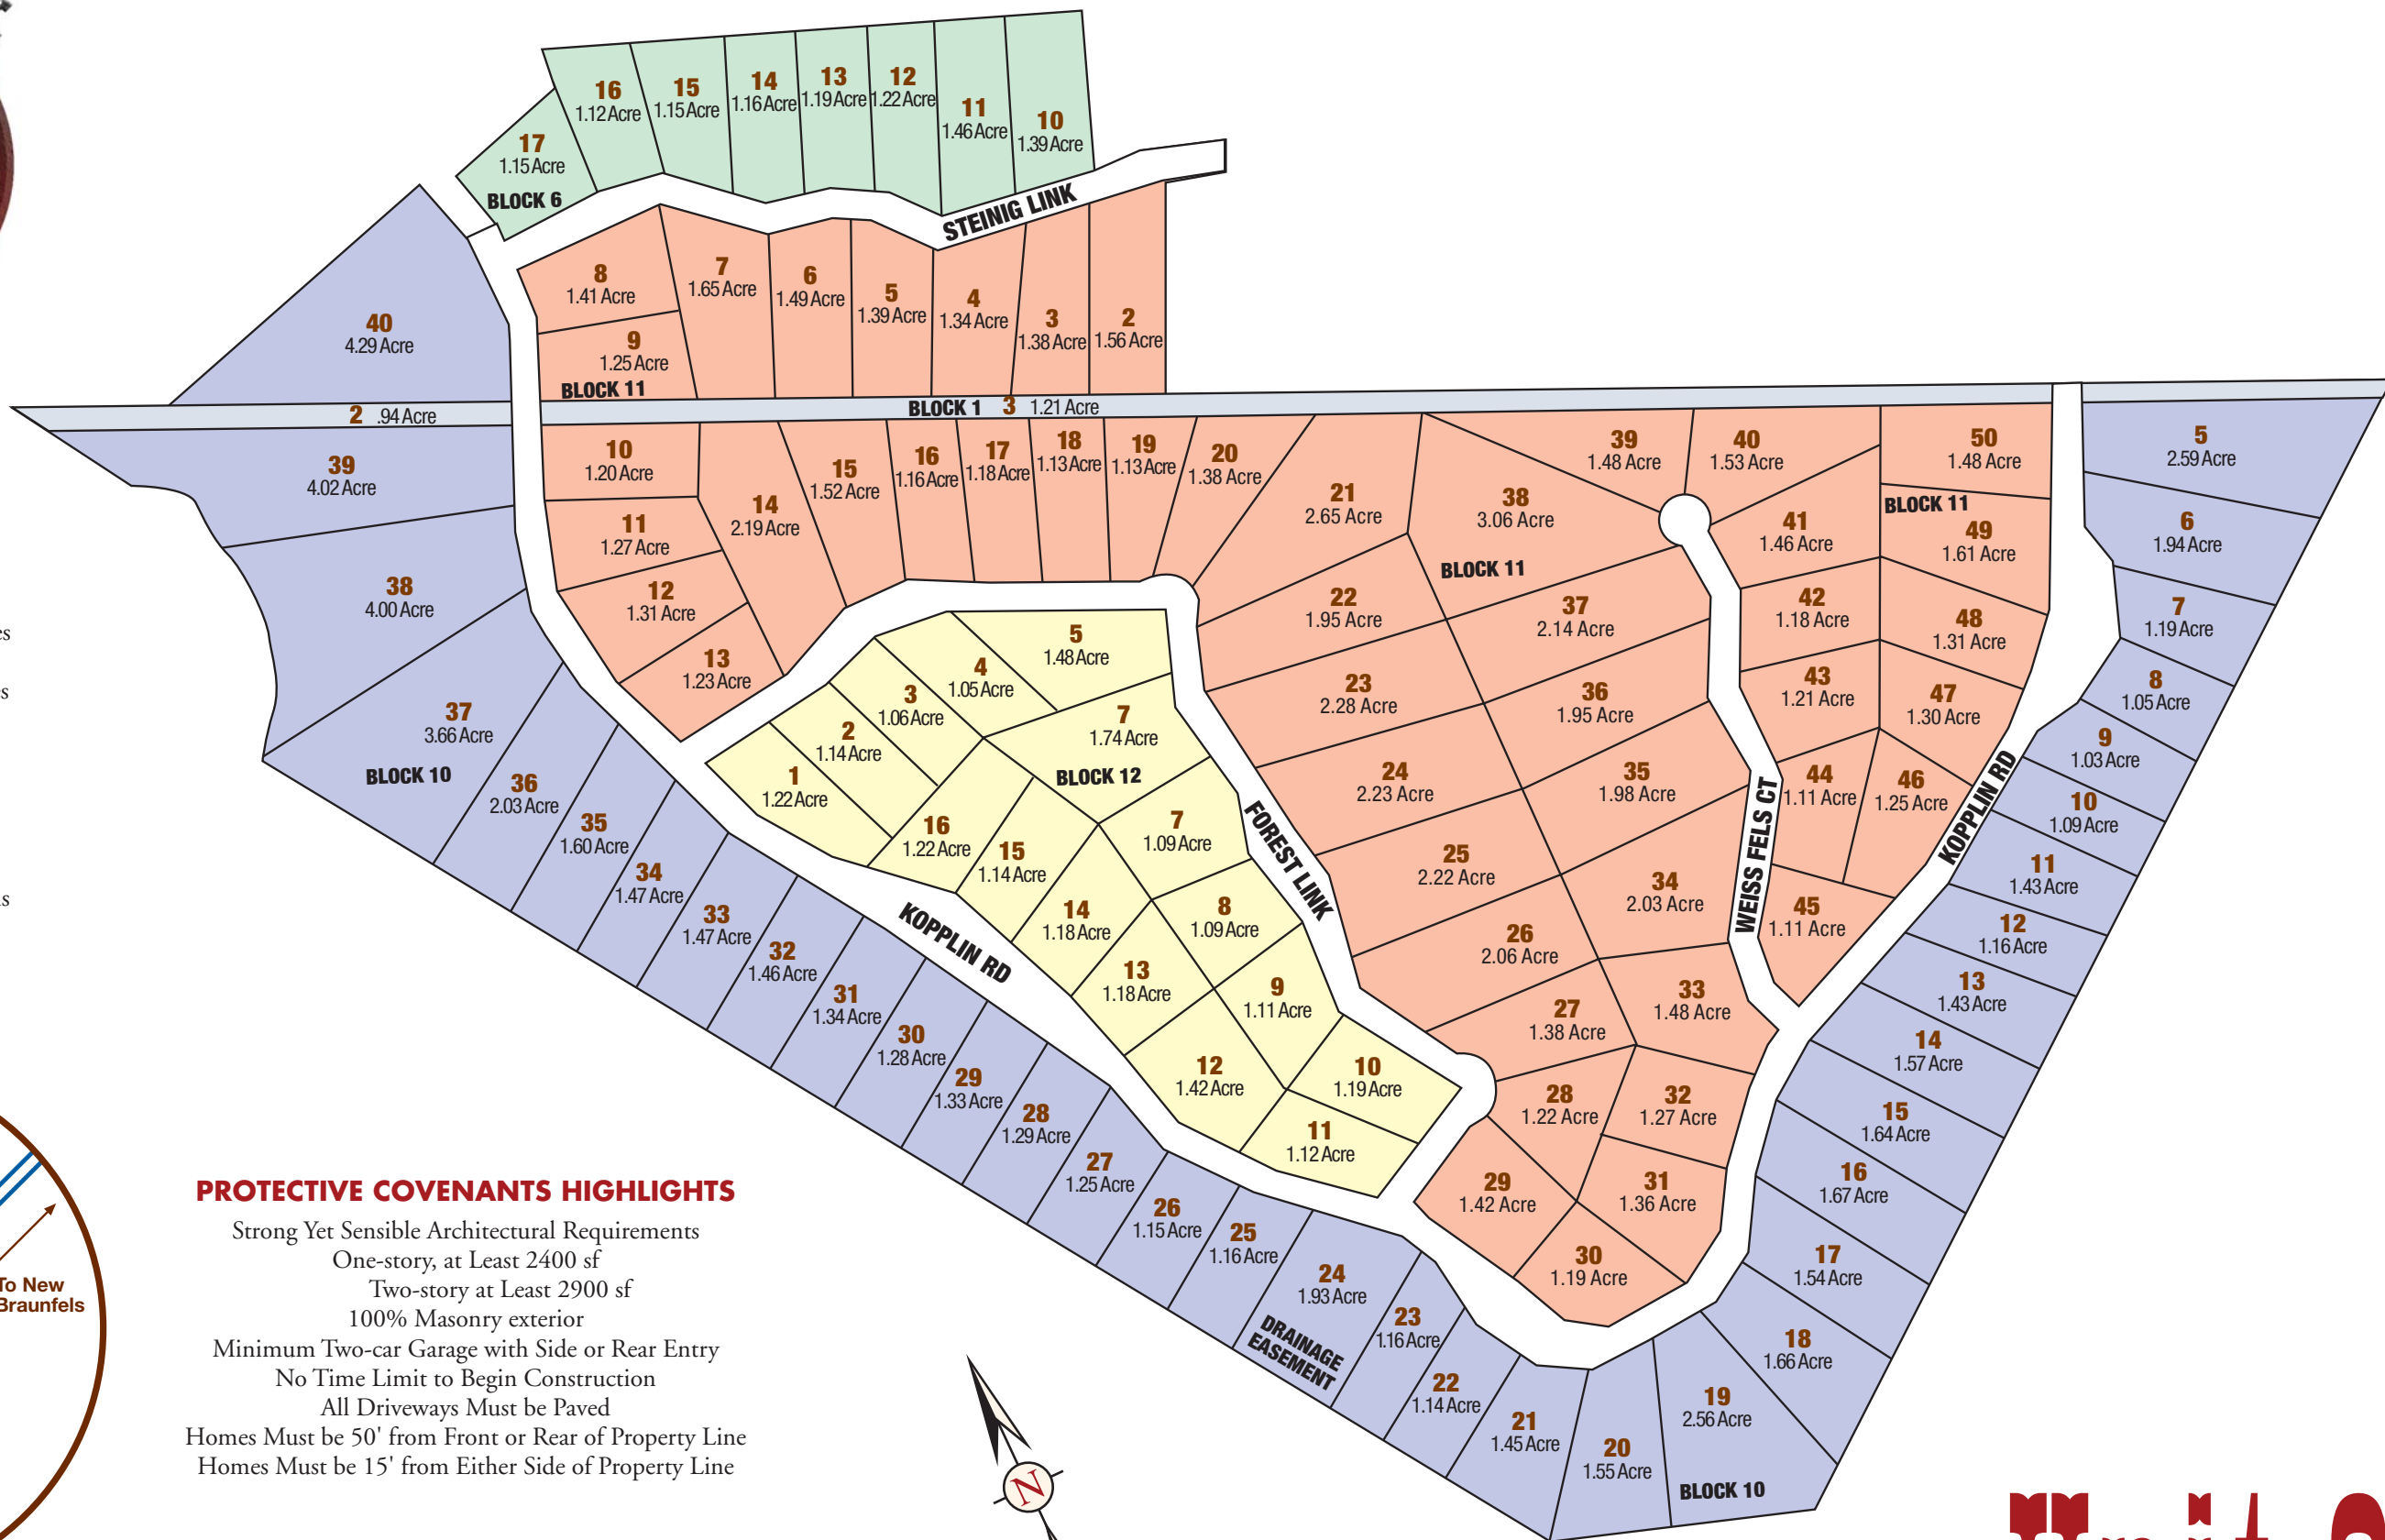 16
1.12 Acre
15
1.15 Acre
14
1.16 Acre
13
1.19 Acre
12
1.22 Acre
11
1.46 Acre
10
1.39 Acre
17
1.15 Acre
BLOCK 6
STEINIG LINK
8
1.41 Acre
7
1.65 Acre
6
1.49 Acre
5
1.39 Acre
4
1.34 Acre
3
1.38 Acre
2
1.56 Acre
9
1.25 Acre
BLOCK 11
40
4.29 Acre
2 .94 Acre
BLOCK 1 3 1.21 Acre
39
4.02 Acre
38
4.00 Acre
37
3.66 Acre
BLOCK 10
10
1.20 Acre
11
1.27 Acre
12
1.31 Acre
13
1.23 Acre
14
2.19 Acre
15
1.52 Acre
16
1.16 Acre
17
1.18 Acre
18
1.13 Acre
19
1.13 Acre
20
1.38 Acre
21
2.65 Acre
22
1.95 Acre
23
2.28 Acre
24
2.23 Acre
25
2.22 Acre
26
2.06 Acre
27
1.38 Acre
28
1.22 Acre
29
1.42 Acre
30
1.19 Acre
31
1.36 Acre
32
1.27 Acre
33
1.48 Acre
34
2.03 Acre
35
1.98 Acre
36
1.95 Acre
37
2.14 Acre
38
3.06 Acre
BLOCK 11
39
1.48 Acre
40
1.53 Acre
41
1.46 Acre
42
1.18 Acre
43
1.21 Acre
44
1.11 Acre
45
1.11 Acre
46
1.25 Acre
47
1.30 Acre
48
1.31 Acre
49
1.61 Acre
BLOCK 11
50
1.48 Acre
WEISS FELS CT
KOPPLIN RD
FOREST LINK
KOPPLIN RD
1
1.22 Acre
2
1.14 Acre
3
1.06 Acre
4
1.05 Acre
5
1.48 Acre
7
1.74 Acre
BLOCK 12
7
1.09 Acre
8
1.09 Acre
9
1.11 Acre
10
1.19 Acre
11
1.12 Acre
12
1.42 Acre
13
1.18 Acre
14
1.18 Acre
15
1.14 Acre
16
1.22 Acre
5
2.59 Acre
6
1.94 Acre
7
1.19 Acre
8
1.05 Acre
9
1.03 Acre
10
1.09 Acre
11
1.43 Acre
12
1.16 Acre
13
1.43 Acre
14
1.57 Acre
15
1.64 Acre
16
1.67 Acre
17
1.54 Acre
18
1.66 Acre
19
2.56 Acre
BLOCK 10
20
1.55 Acre
21
1.45 Acre
22
1.14 Acre
23
1.16 Acre
24
1.93 Acre
DRAINAGE
EASEMENT
25
1.16 Acre
26
1.15 Acre
27
1.25 Acre
28
1.29 Acre
29
1.33 Acre
30
1.28 Acre
31
1.34 Acre
32
1.46 Acre
33
1.47 Acre
34
1.47 Acre
35
1.60 Acre
36
2.03 Acre
To New
Braunfels
PROTECTIVE COVENANTS HIGHLIGHTS
Strong Yet Sensible Architectural Requirements
One-story, at Least 2400 sf
Two-story at Least 2900 sf
100% Masonry exterior
Minimum Two-car Garage with Side or Rear Entry
No Time Limit to Begin Construction
All Driveways Must be Paved
Homes Must be 50' from Front or Rear of Property Line
Homes Must be 15' from Either Side of Property Line
N